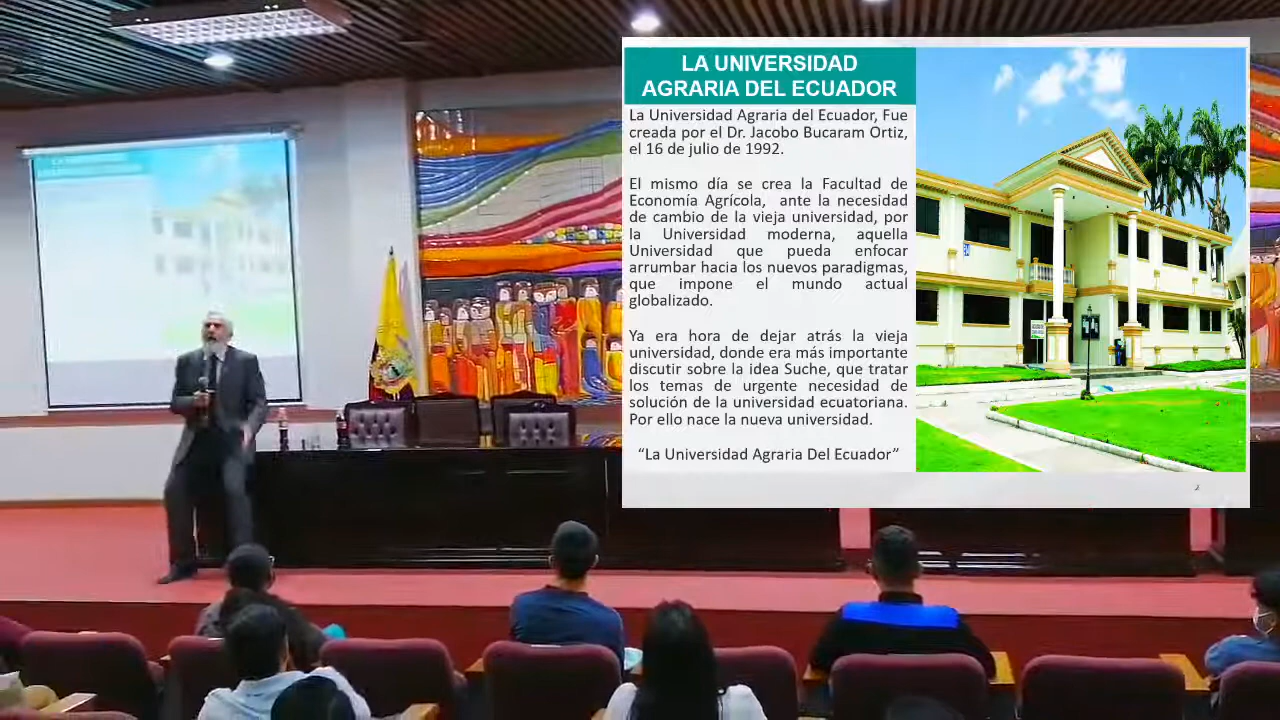 LA UNIVERSIDAD
AGRARIA DEL ECUADOR
La Universidad Agraria del Ecuador, Fue
creada por el Dr. Jacobo Bucaram Ortiz,
el 16 de julio de 1992.
El mismo día se crea la Facultad de
Economía Agrícola, ante la necesidad
de cambio de la vieja universidad, por
la Universidad moderna, aquella
Universidad que pueda enfocar
arrumbar hacia los nuevos paradigmas,
que impone el mundo actual
globalizado.
Ya era hora de dejar atrás la vieja
universidad, donde era más importante
discutir sobre la idea Suche, que tratar
los temas de urgente necesidad de
solución de la universidad ecuatoriana.
Por ello nace la nueva universidad.
“La Universidad Agraria Del Ecuador”